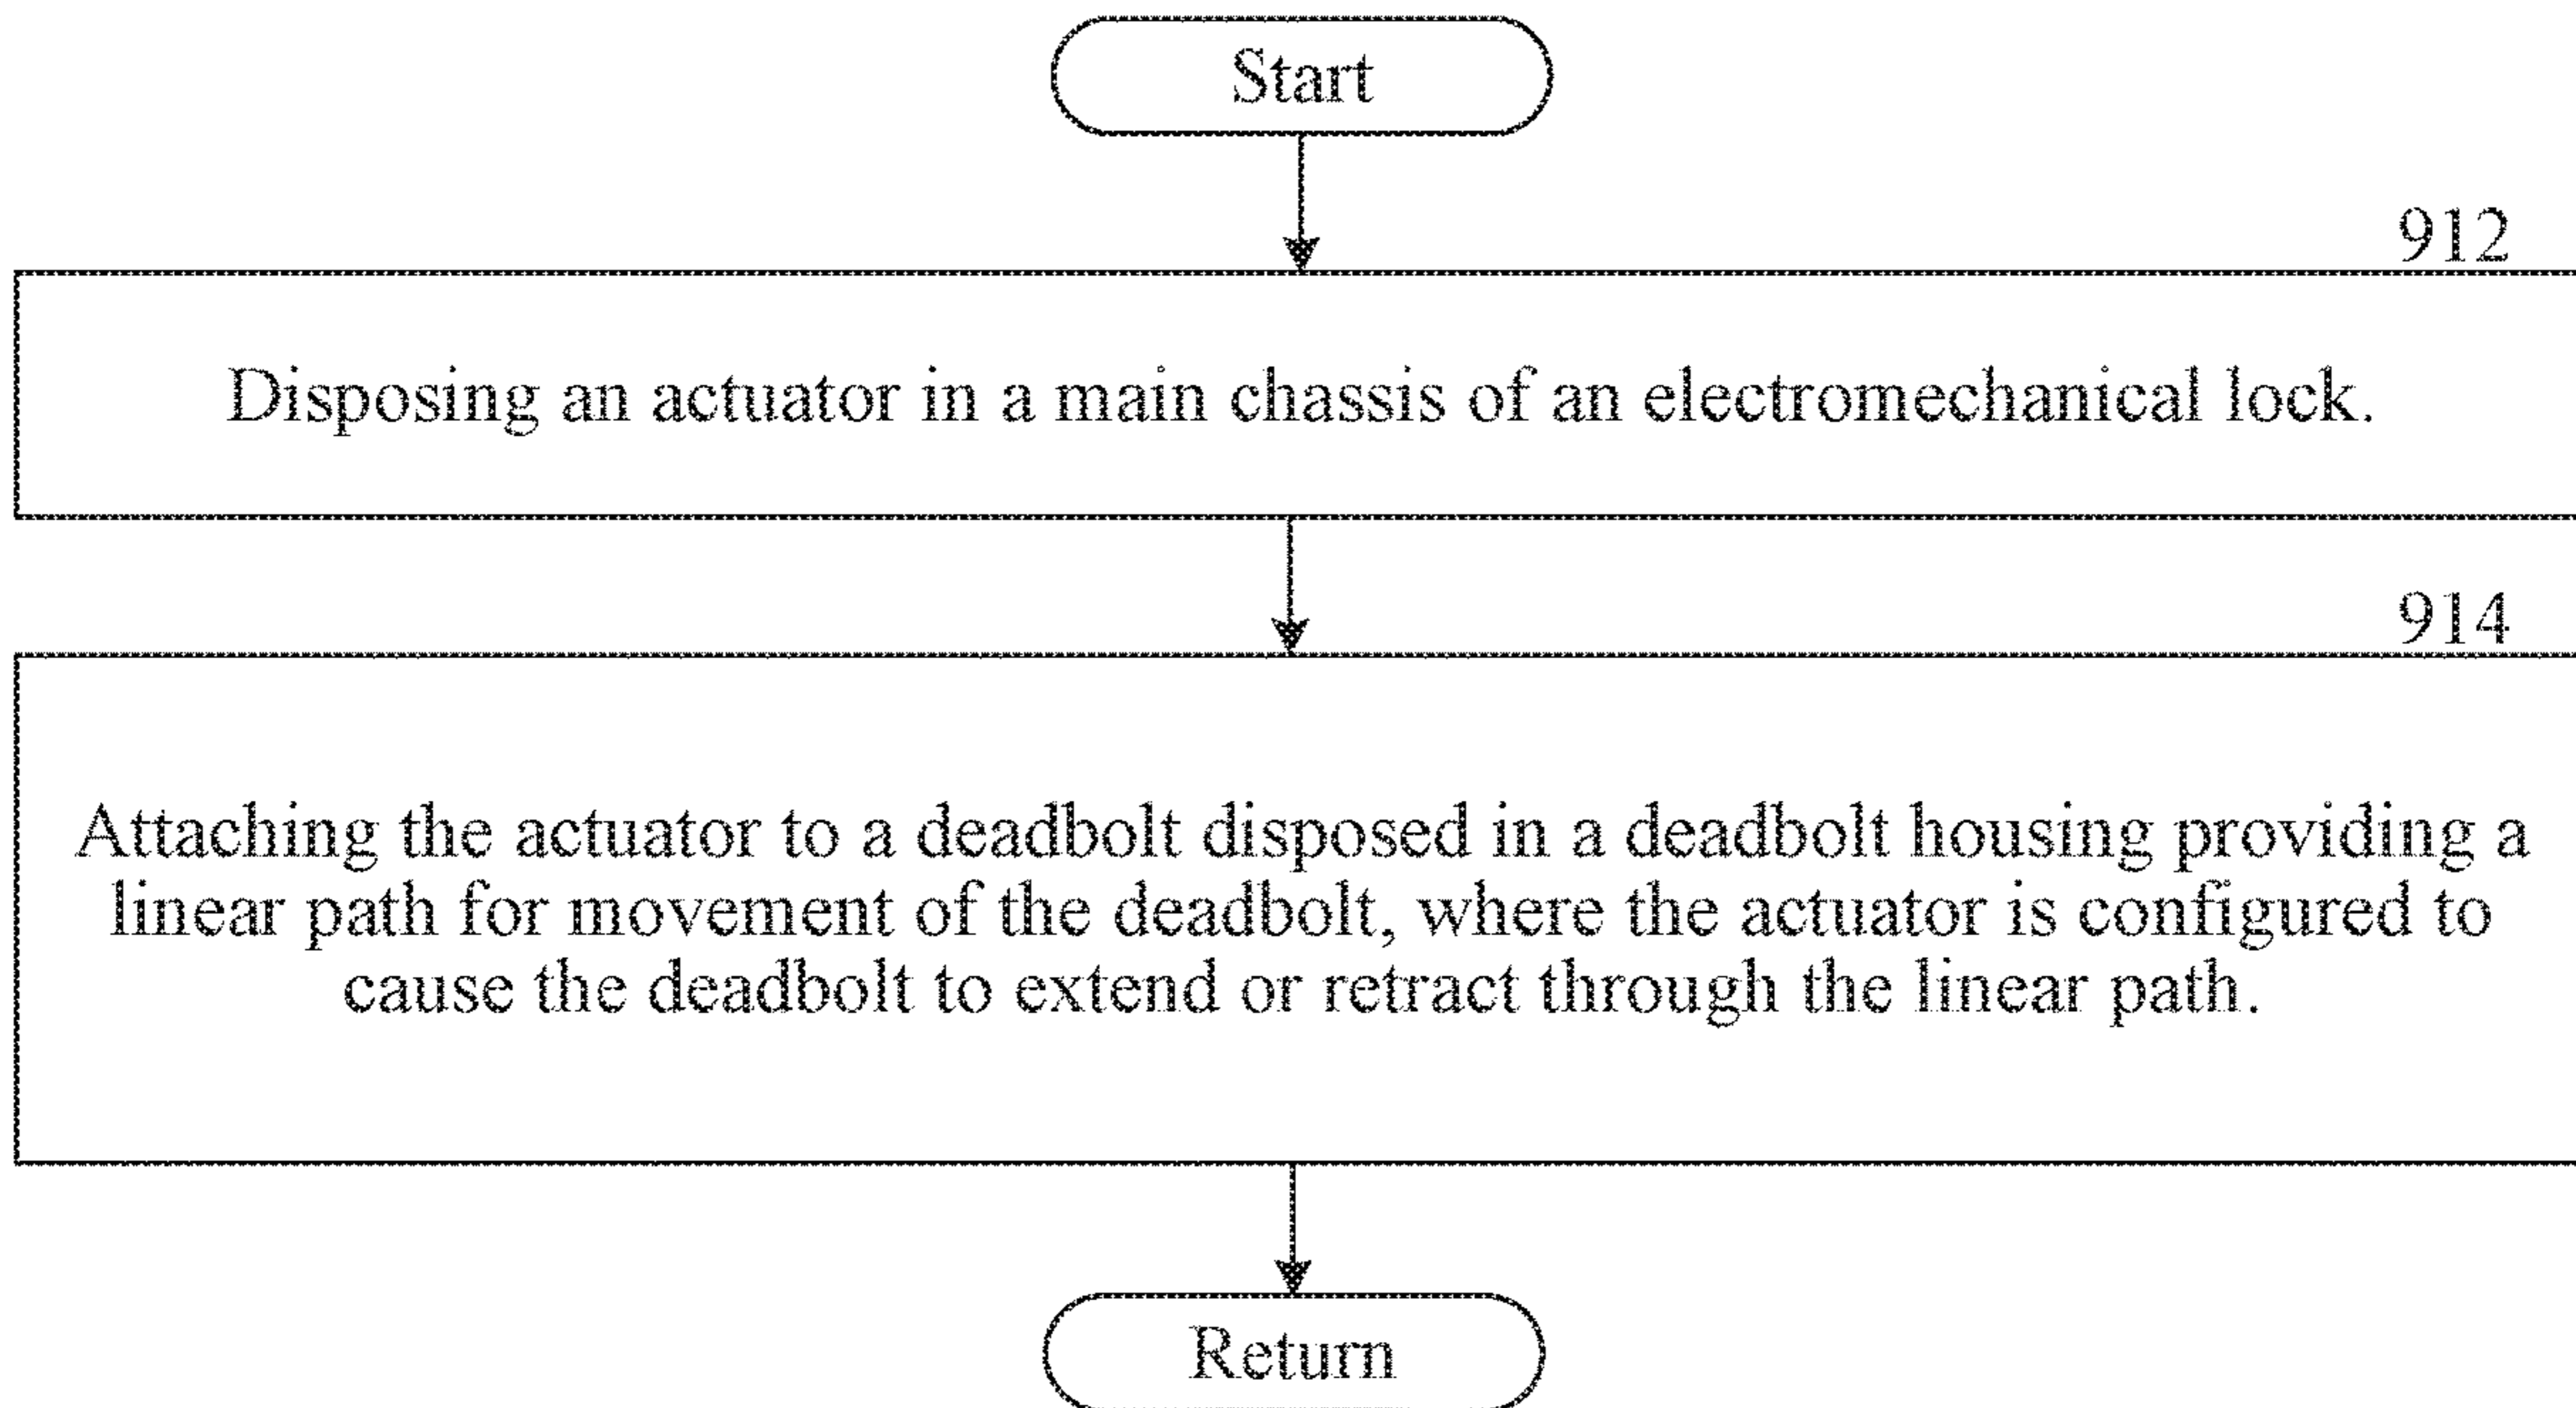 Start
912
Disposing an actuator in a main chassis of an electromechanical lock.
914
Attaching the actuator to a deadbolt disposed in a deadbolt housing providing a
linear path for movement of the deadbolt, where the actuator is configured to
cause the deadbolt to extend or retract through the linear path.
Return